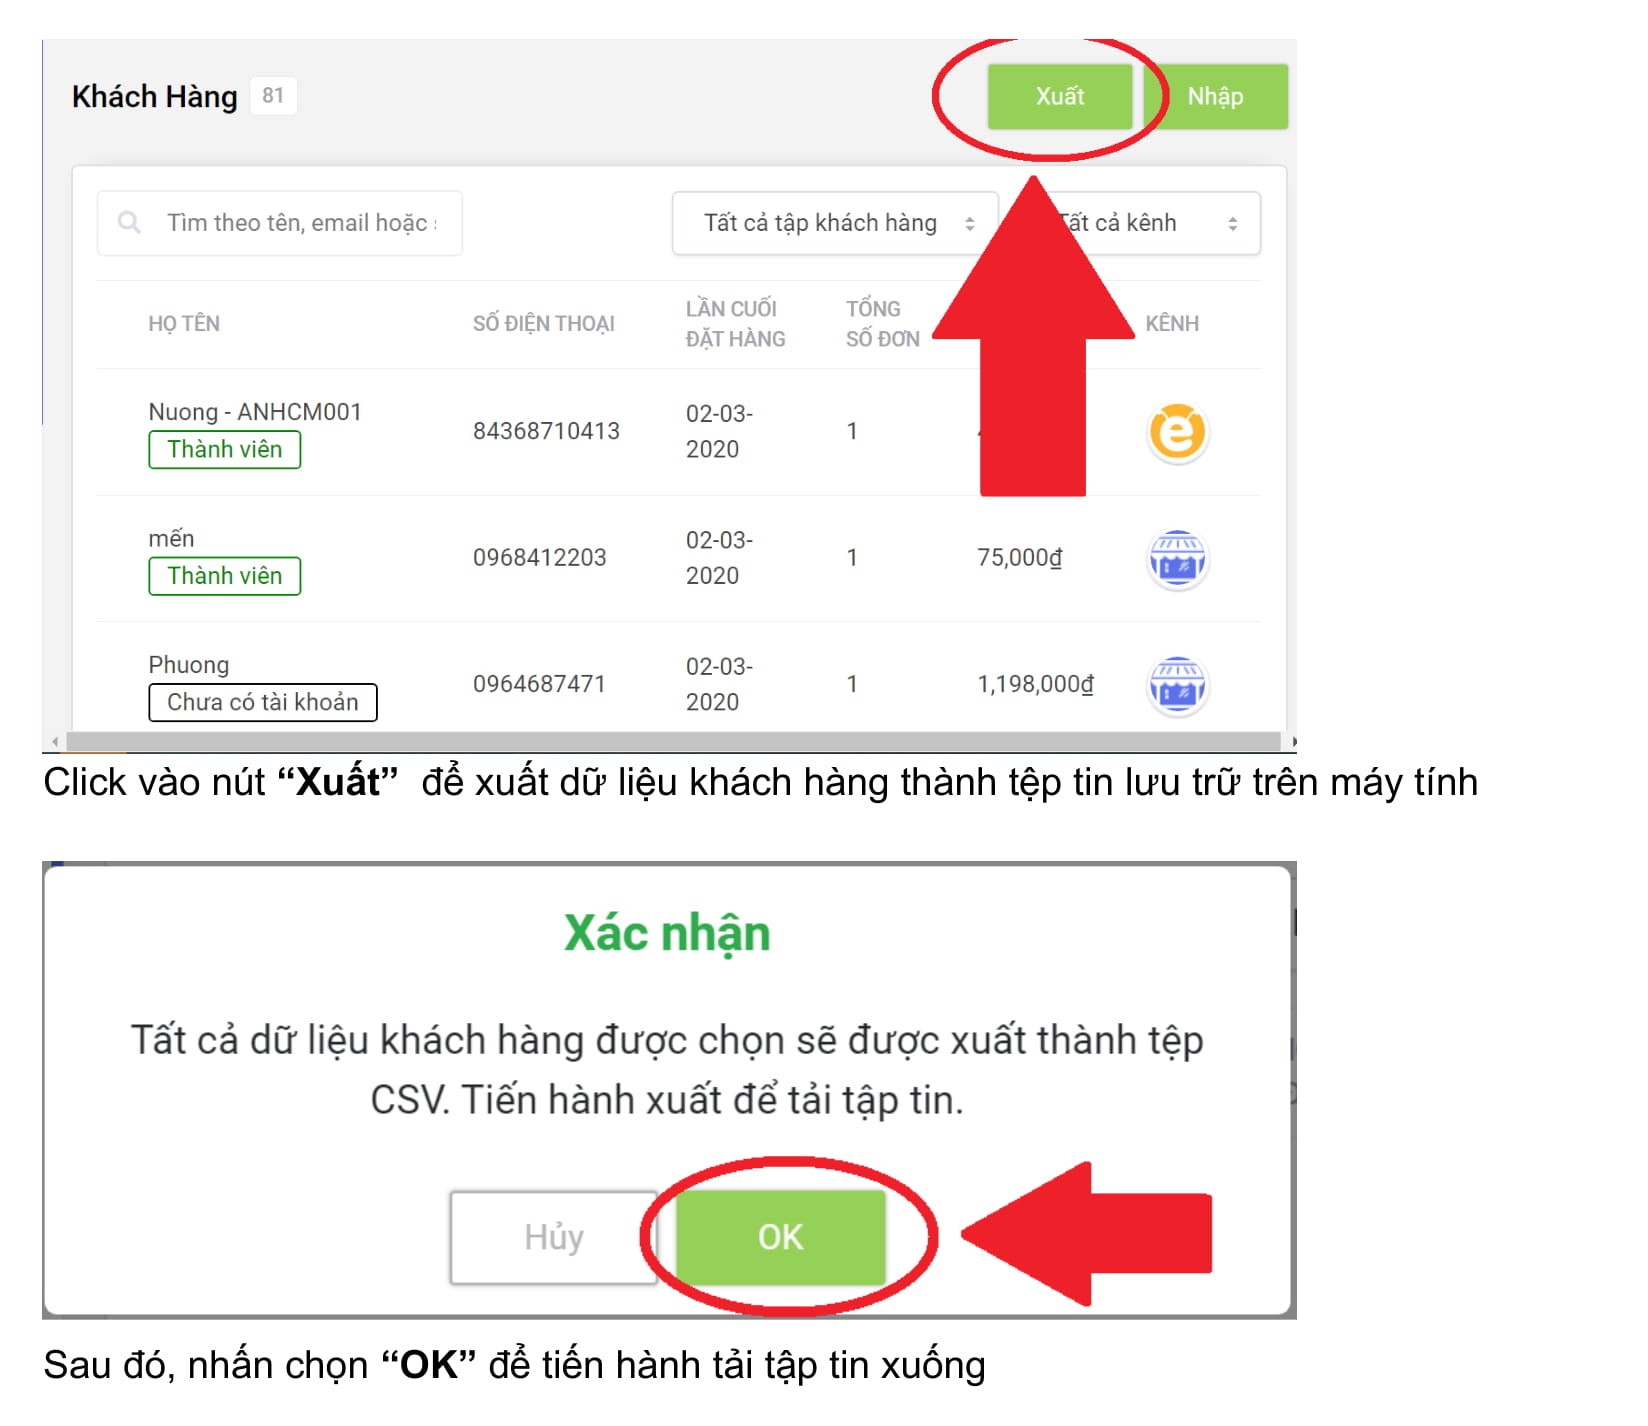 Khách Hàng 81 Xuất Nhập
Tìm theo tên, email hoặc Tất cả tập khách hàng Tất cả kênh
HỌ TÊN SỐ ĐIỆN THOẠI LẦN CUỐI ĐẶT HÀNG TỔNG SỐ ĐƠN KÊNH
Nuong - ANHCM001 84368710413 02-03-2020 1
Thành viên
mến 0968412203 02-03-2020 1 75,000₫
Thành viên
Phuong 0964687471 02-03-2020 1 1,198,000₫
Chưa có tài khoản
Click vào nút “Xuất” để xuất dữ liệu khách hàng thành tệp tin lưu trữ trên máy tính
Xác nhận
Tất cả dữ liệu khách hàng được chọn sẽ được xuất thành tệp
CSV. Tiến hành xuất để tải tập tin.
Hủy OK
Sau đó, nhấn chọn “OK” để tiến hành tải tập tin xuống